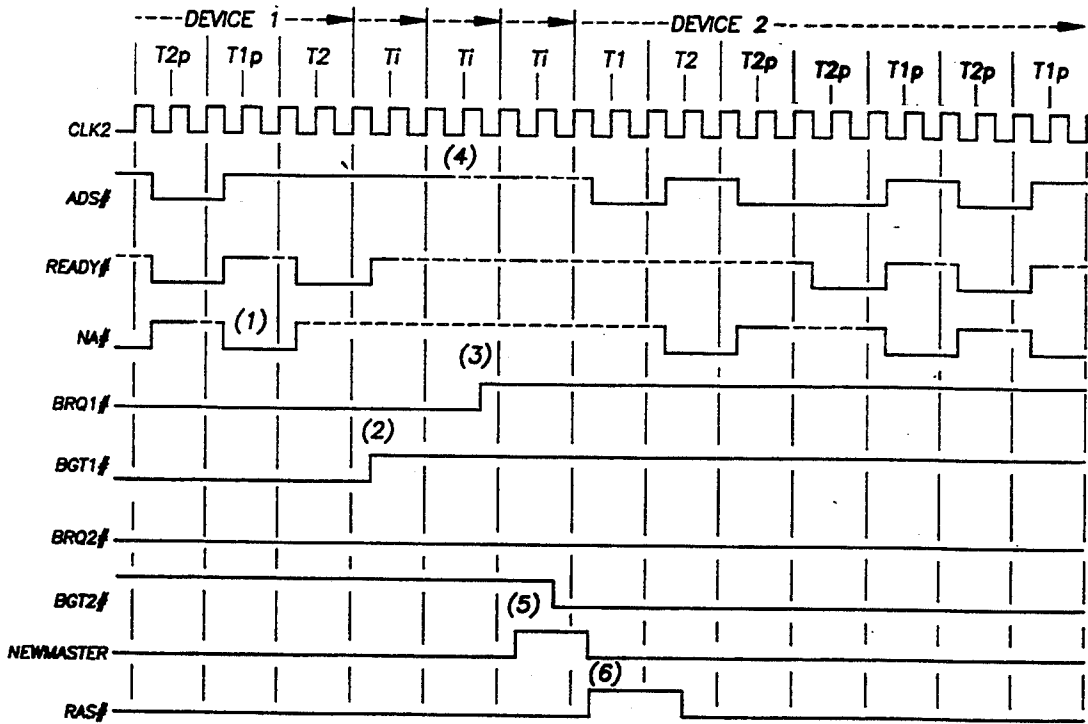 DEVICE 1 DEVICE 2
T2p T1p T2 Ti Ti Ti T1 T2 T2p T2p T1p T2p T1p
CLK2
(4)
ADS#
READY#
(1)
NA#
(3)
BRQ1#
(2)
BGT1#
BRQ2#
BGT2#
(5)
NEWMASTER
(6)
RAS#